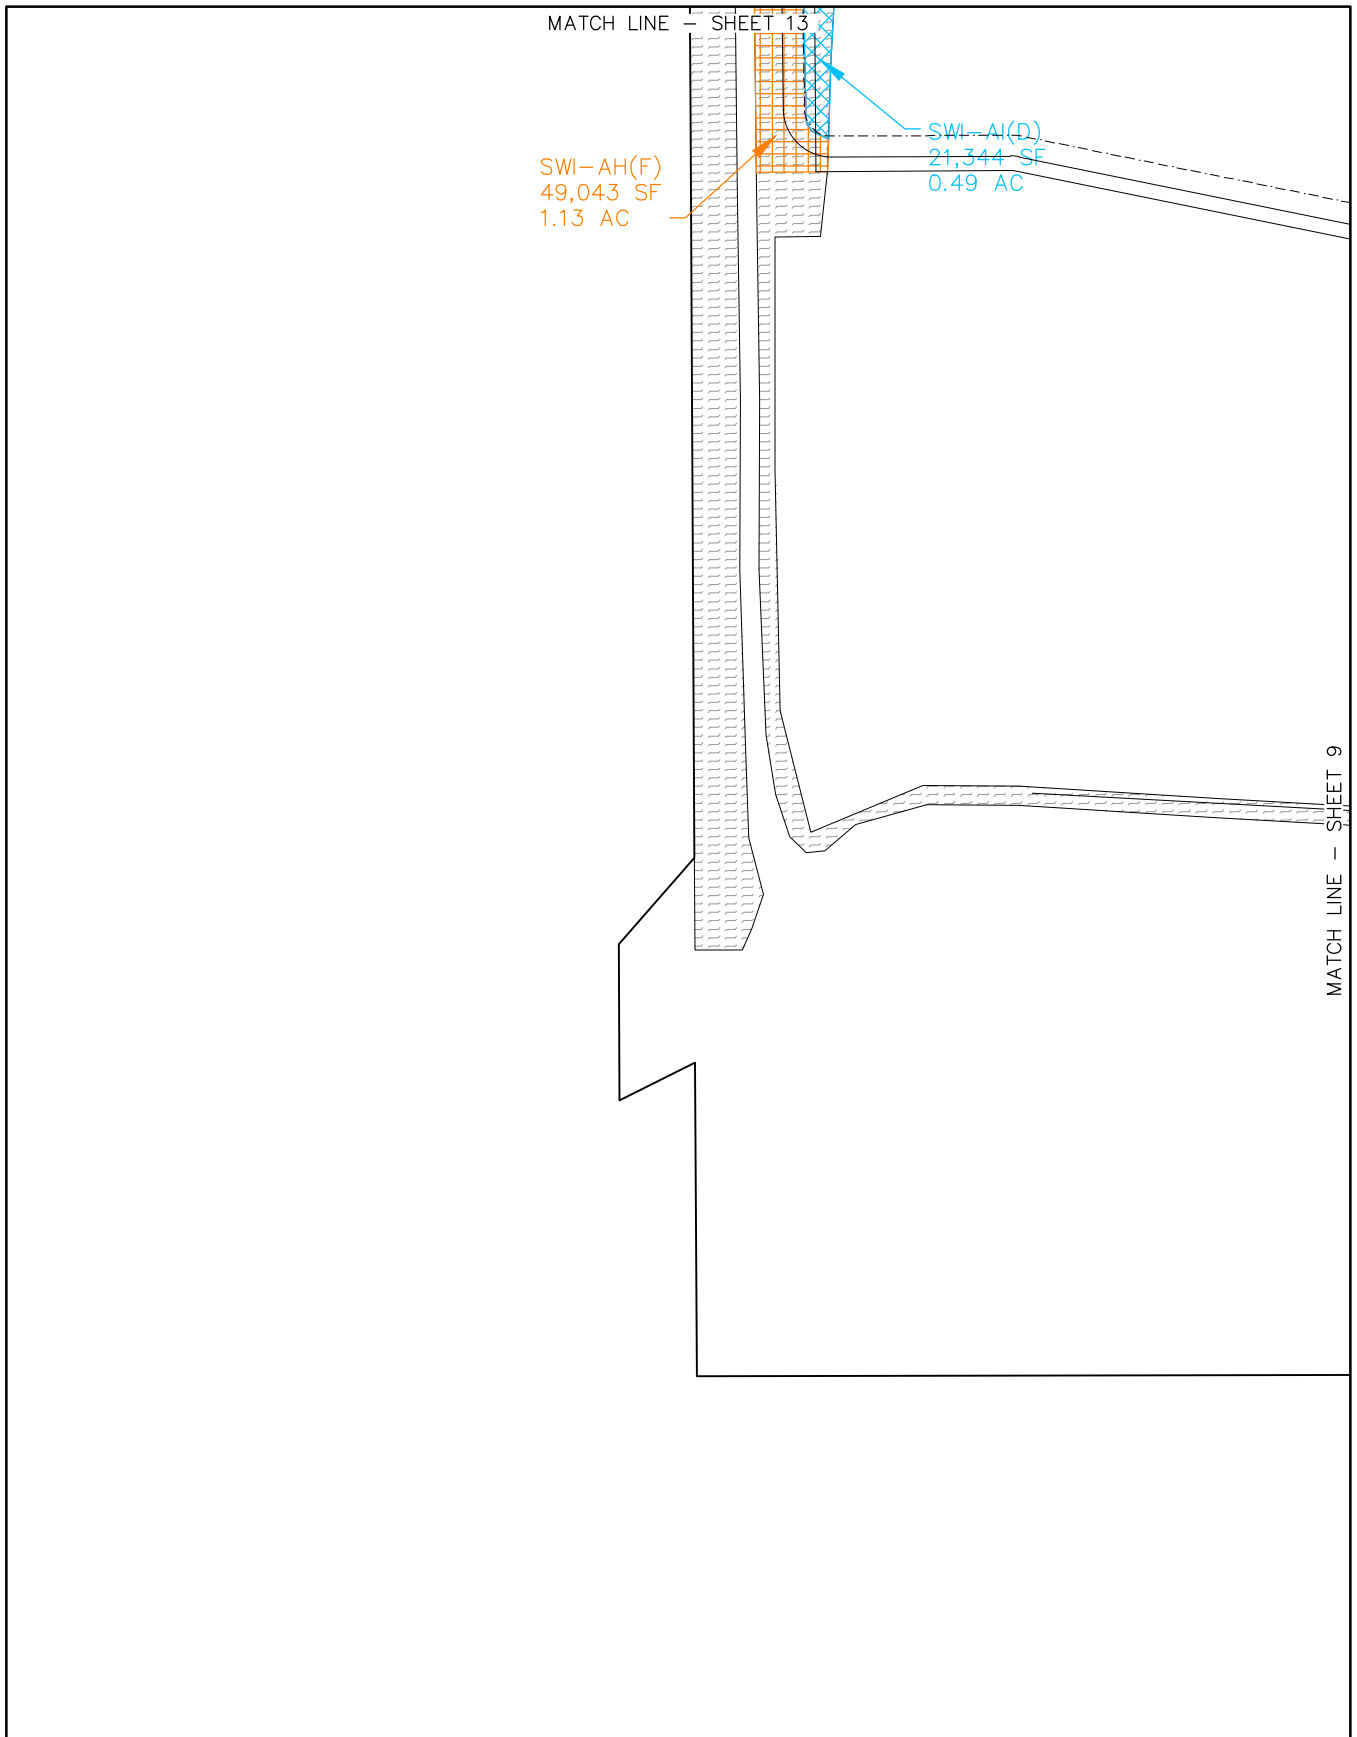 MATCH LINE - SHEET 13
SWI-AI(D)
21,344 SF
0.49 AC
SWI-AH(F)
49,043 SF
1.13 AC
MATCH LINE - SHEET 9